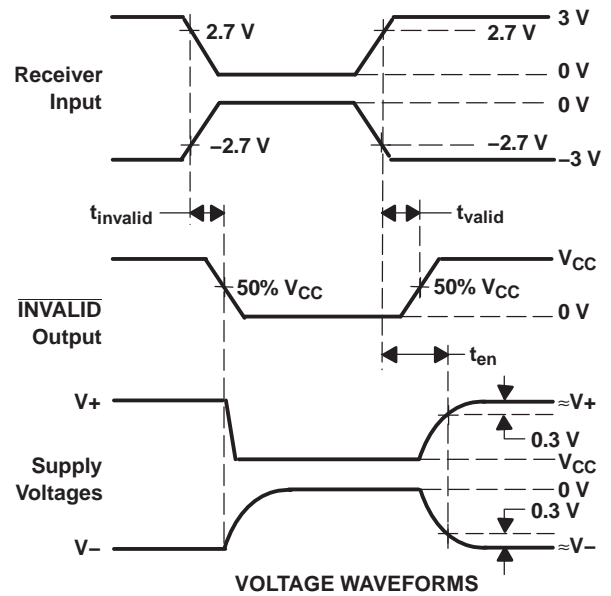 3 V
2.7 V
2.7 V
Receiver
Input
0 V
0 V
−2.7 V
−2.7 V
−3 V
tinvalid
tvalid
VCC
50% VCC
50% VCC
INVALID
Output
0 V
ten
V+
≈V+
0.3 V
Supply
Voltages
VCC
0 V
0.3 V
V−
≈V−
VOLTAGE WAVEFORMS